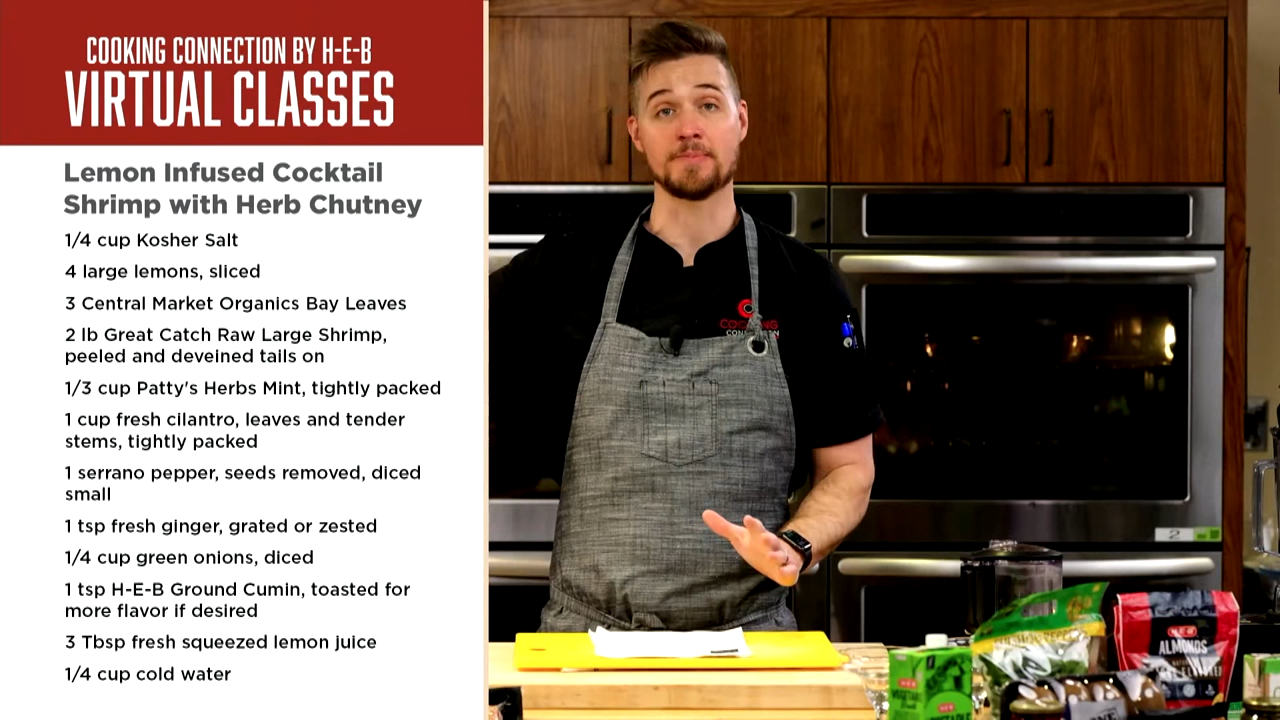 COOKING CONNECTION BY H-E-B
VIRTUAL CLASSES
Lemon Infused Cocktail
Shrimp with Herb Chutney
1/4 cup Kosher Salt
4 large lemons, sliced
3 Central Market Organics Bay Leaves
2 lb Great Catch Raw Large Shrimp,
peeled and deveined tails on
1/3 cup Patty's Herbs Mint, tightly packed
1 cup fresh cilantro, leaves and tender
stems, tightly packed
1 serrano pepper, seeds removed, diced
small
1 tsp fresh ginger, grated or zested
1/4 cup green onions, diced
1 tsp H-E-B Ground Cumin, toasted for
more flavor if desired
3 Tbsp fresh squeezed lemon juice
1/4 cup cold water
COOKING
2
H-E-B
ALMONDS
H-E-B